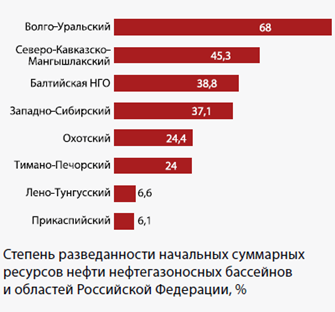 Волго-Уральский 68
Северо-Кавказско-
Мангышлакский 45,3
Балтийская НГО 38,8
Западно-Сибирский 37,1
Охотский 24,4
Тимано-Печорский 24
Лено-Тунгусский 6,6
Прикаспийский 6,1
Степень разведанности начальных суммарных
ресурсов нефти нефтегазоносных бассейнов
и областей Российской Федерации, %